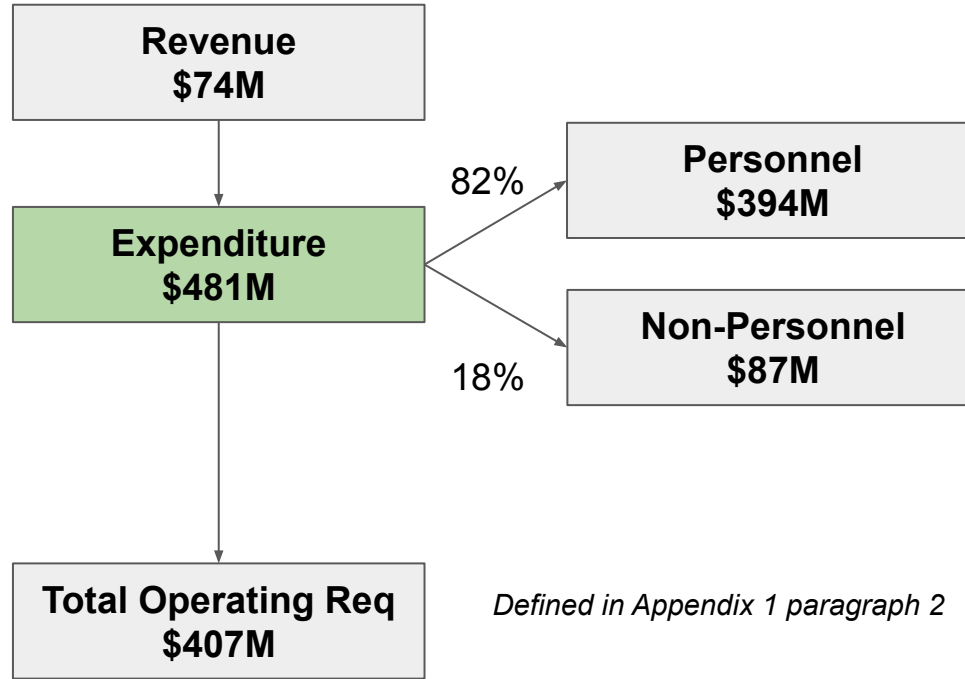 Revenue
$74M
82%
Personnel
$394M
Expenditure
$481M
Non-Personnel
$87M
18%
Total Operating Req
$407M
Defined in Appendix 1 paragraph 2